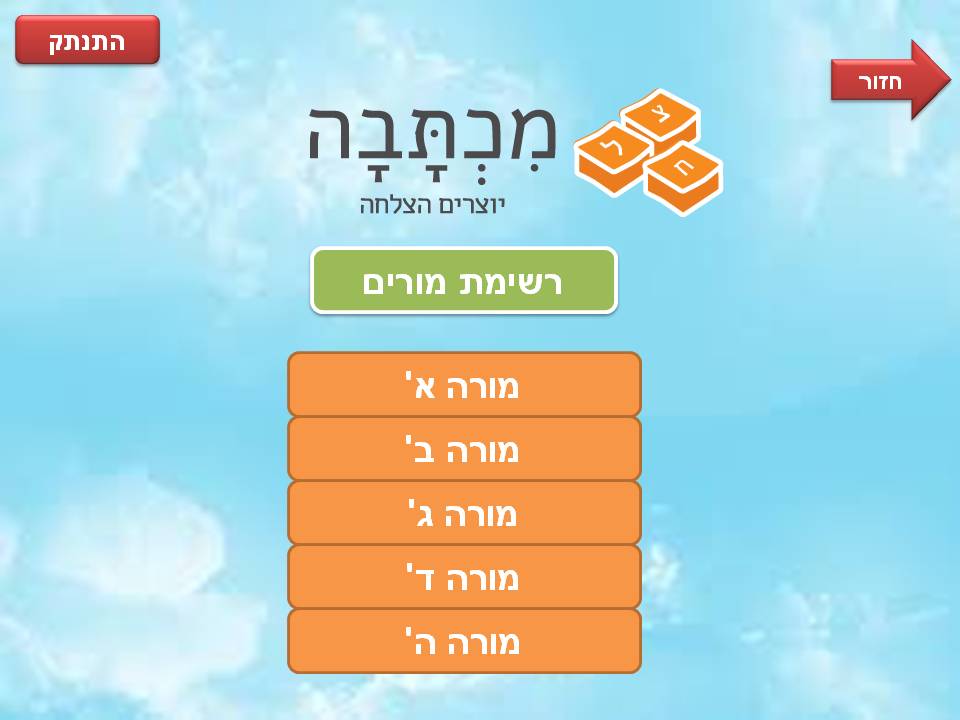 התנתק
חזור
מִכְתָּבָה
צ
ל
ח
יוצרים הצלחה
רשימת מורים
מורה א'
מורה ב'
מורה ג'
מורה ד'
מורה ה'